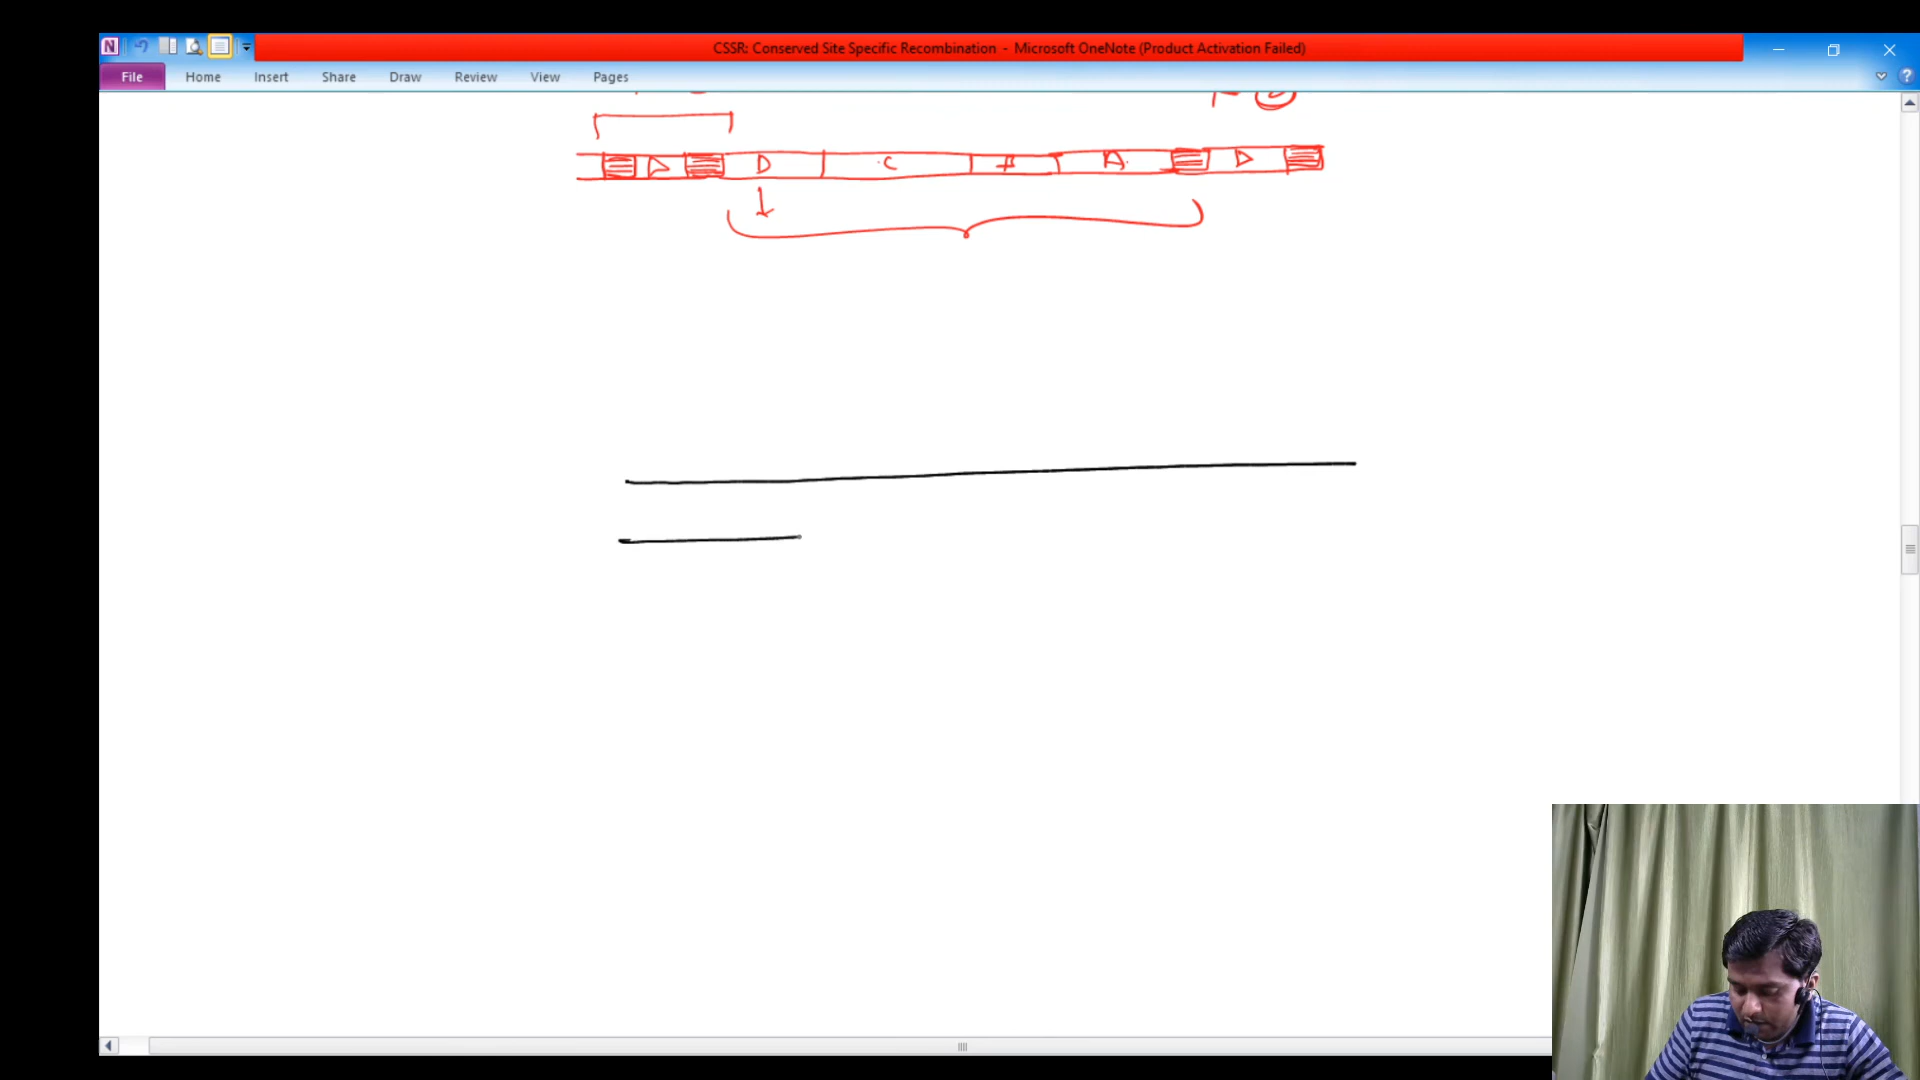 CSSR: Conserved Site Specific Recombination - Microsoft OneNote (Product Activation Failed)
File Home Insert Share Draw Review View Pages
D C A